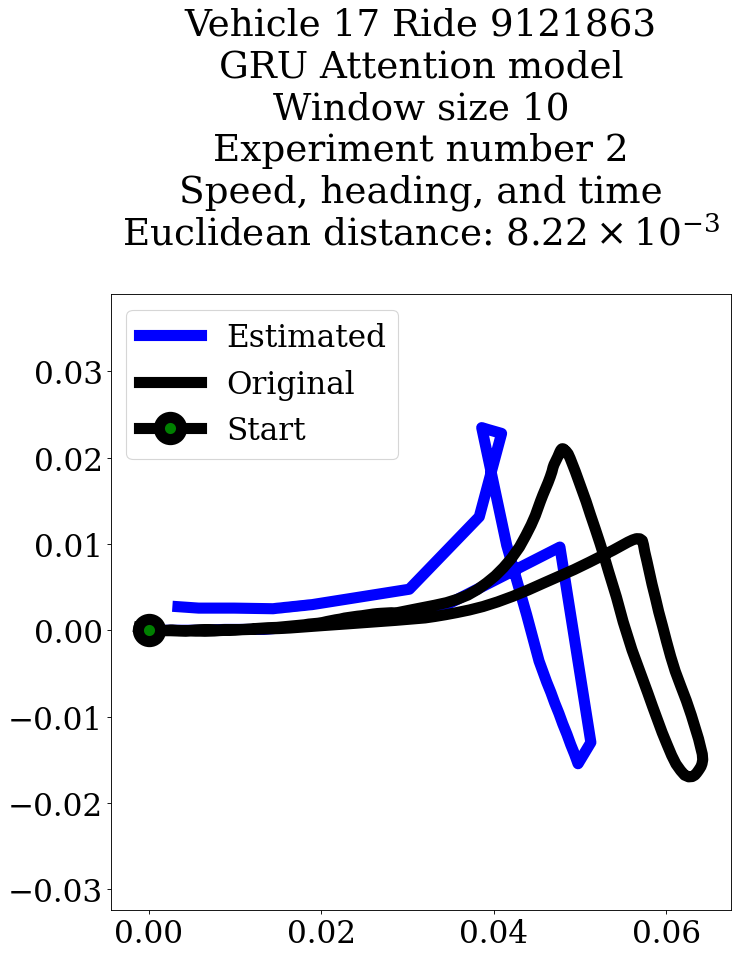 Vehicle 17 Ride 9121863
GRU Attention model
Window size 10
Experiment number 2
Speed, heading, and time
Euclidean distance: 8.22 × 10⁻³
Estimated
Original
Start
0.03
0.02
0.01
0.00
−0.01
−0.02
−0.03
0.00 0.02 0.04 0.06